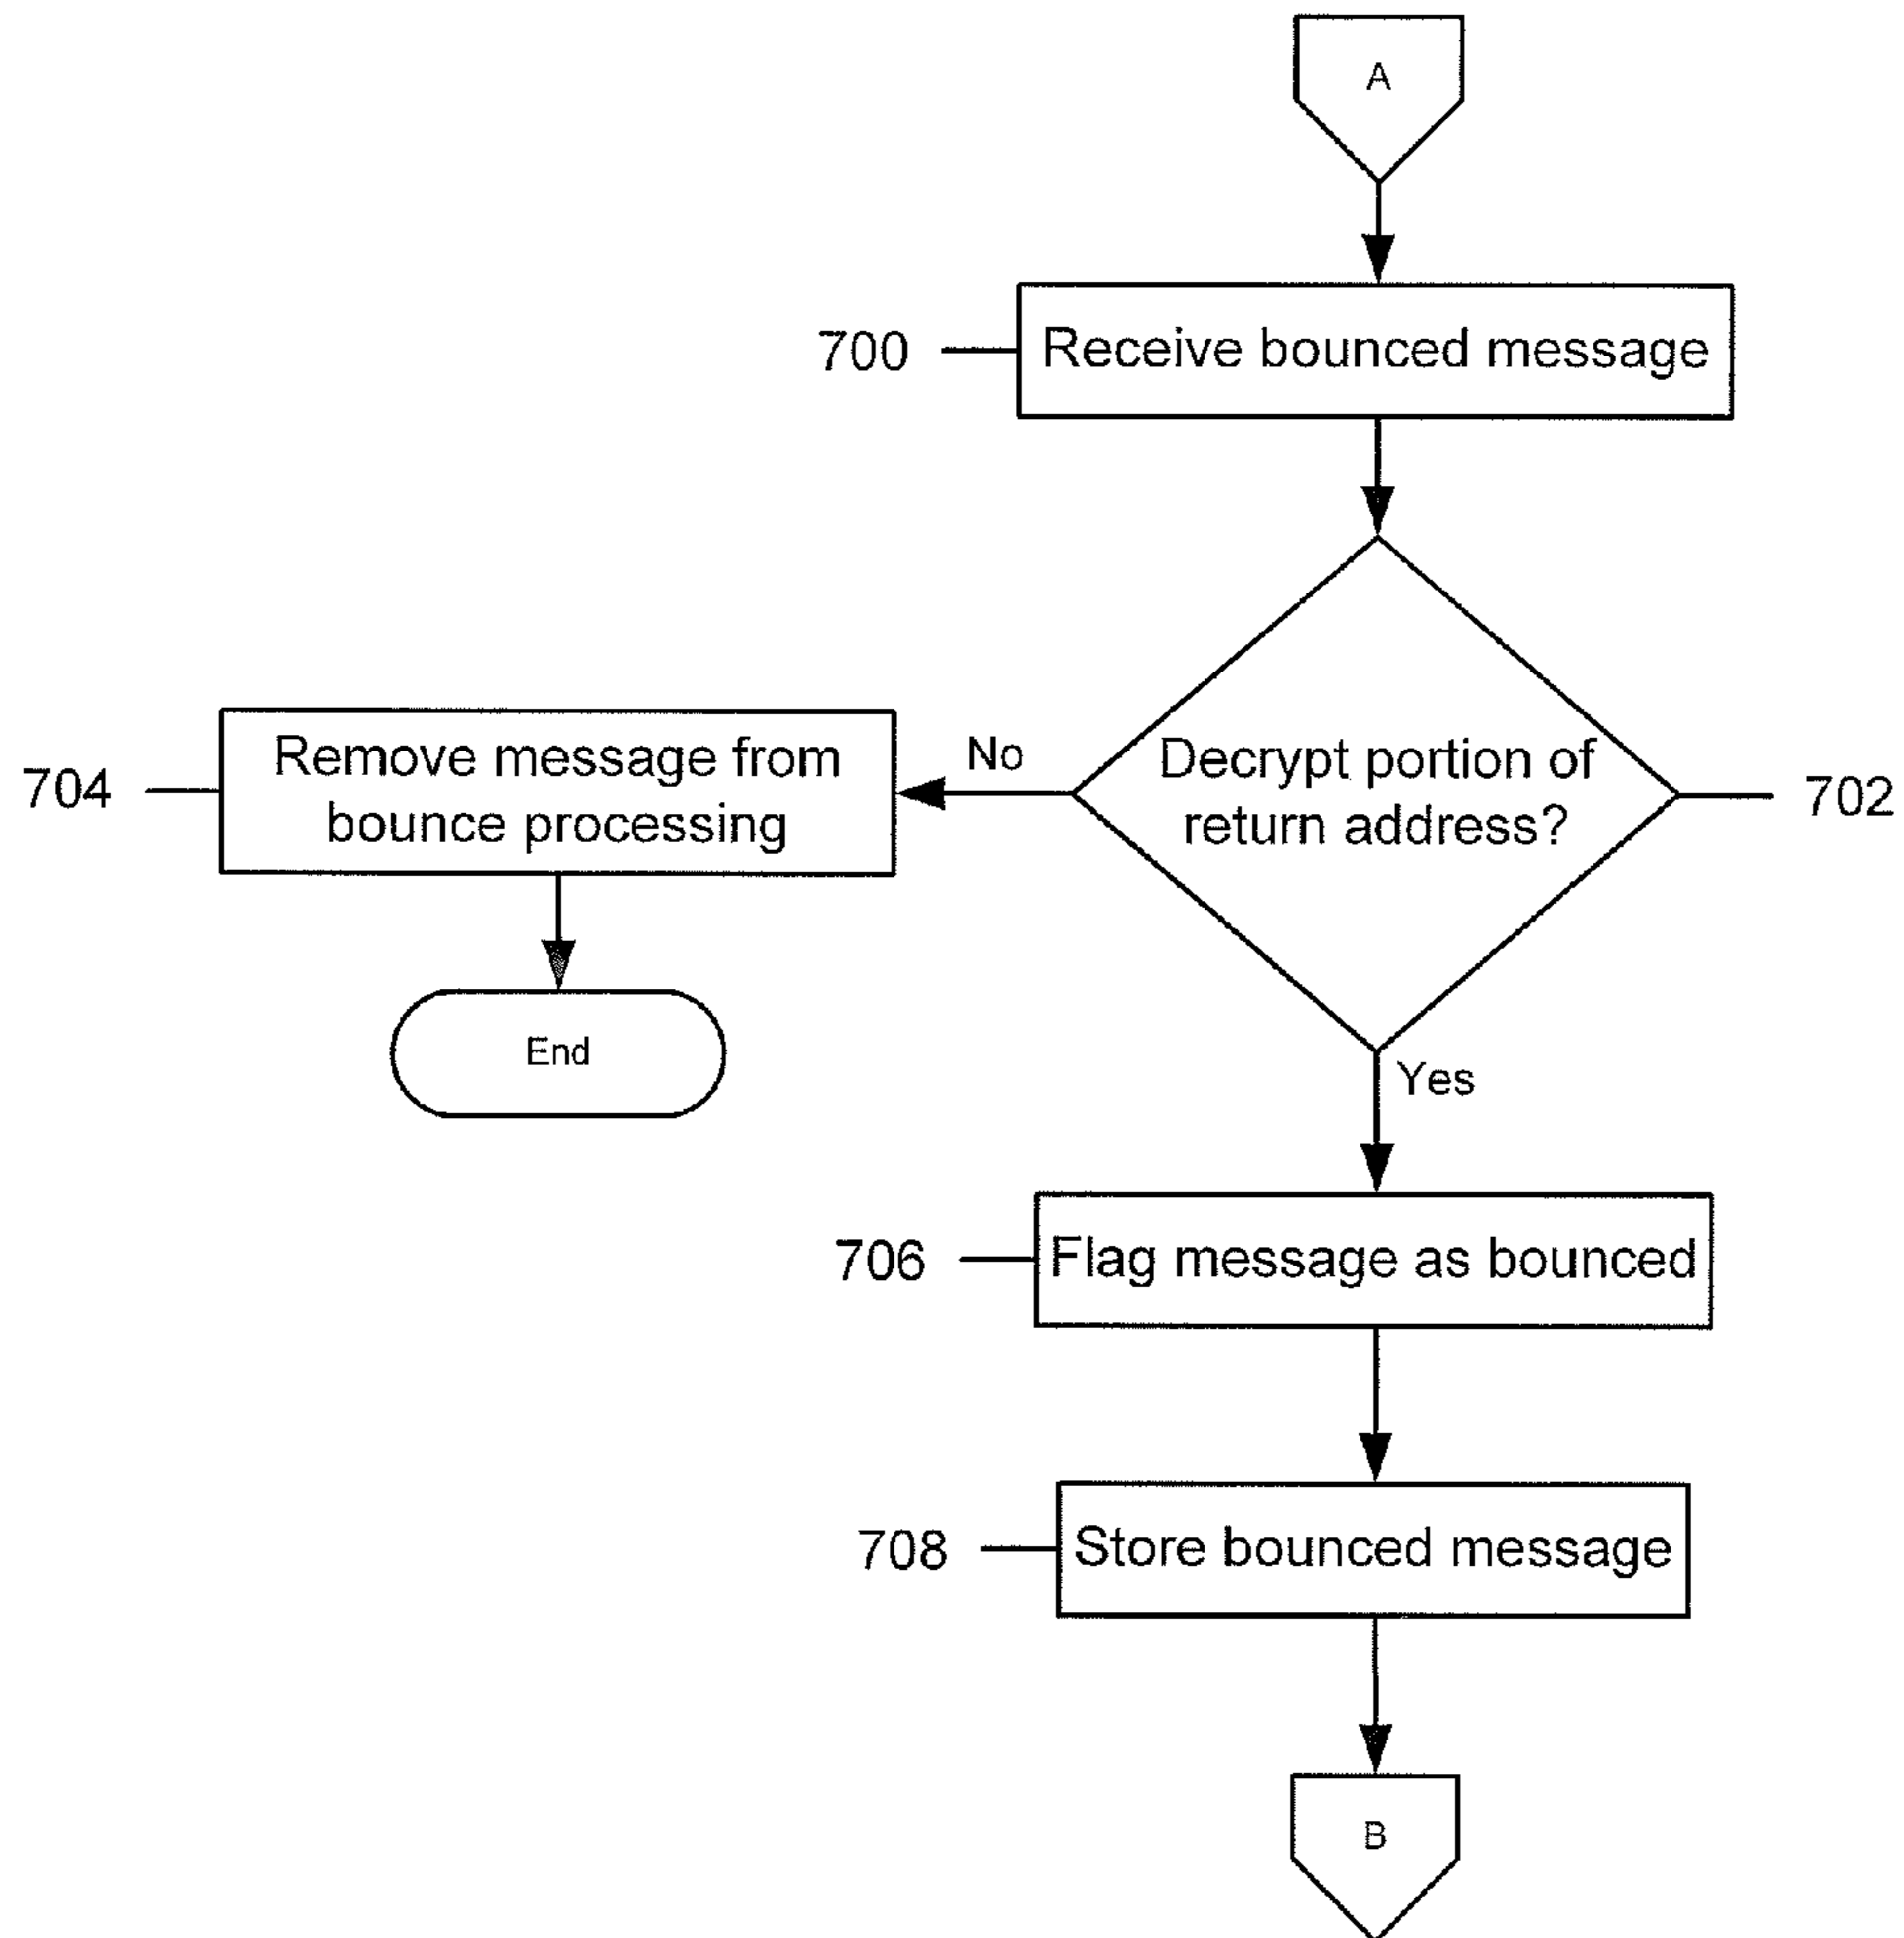 A
700
Receive bounced message
Decrypt portion of
return address?
702
No
704
Remove message from
bounce processing
End
Yes
706
Flag message as bounced
708
Store bounced message
B